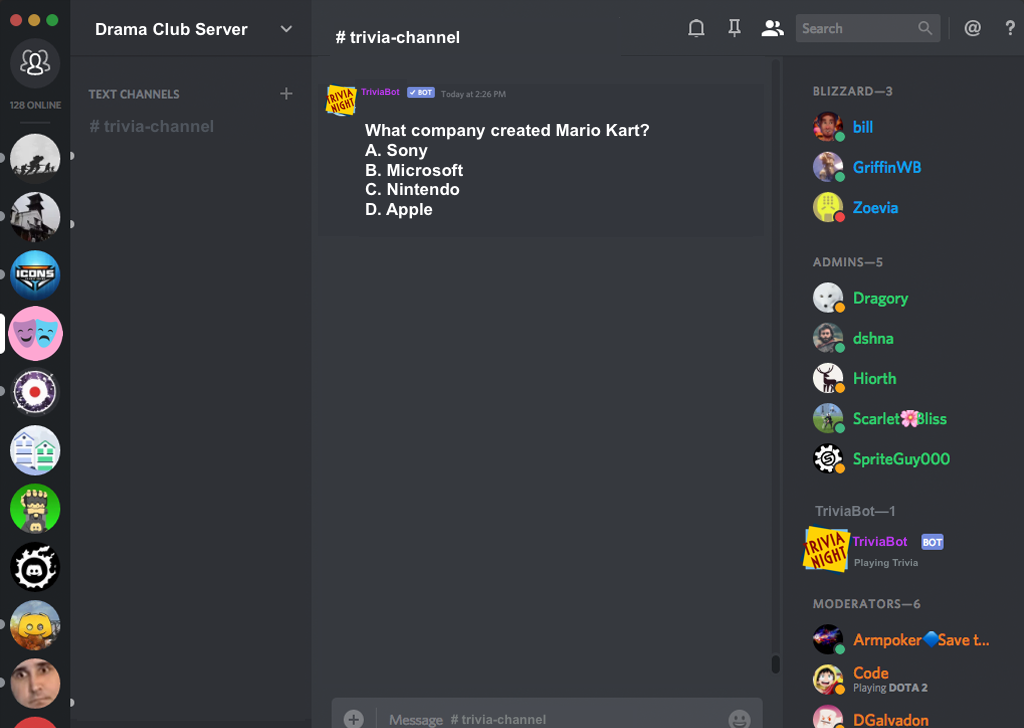 Drama Club Server
# trivia-channel
Search
@
?
128 ONLINE
TEXT CHANNELS +
# trivia-channel
ICONS
TRIVIA NIGHT
TriviaBot ✓ BOT Today at 2:26 PM
What company created Mario Kart?
A. Sony
B. Microsoft
C. Nintendo
D. Apple
Message # trivia-channel
BLIZZARD—3
bill
GriffinWB
Zoevia
ADMINS—5
Dragory
dshna
Hiorth
Scarlet🌸Bliss
SpriteGuy000
TriviaBot—1
TRIVIA NIGHT
TriviaBot BOT
Playing Trivia
MODERATORS—6
Armpoker🔷Save t...
Code
Playing DOTA 2
DGalvadon